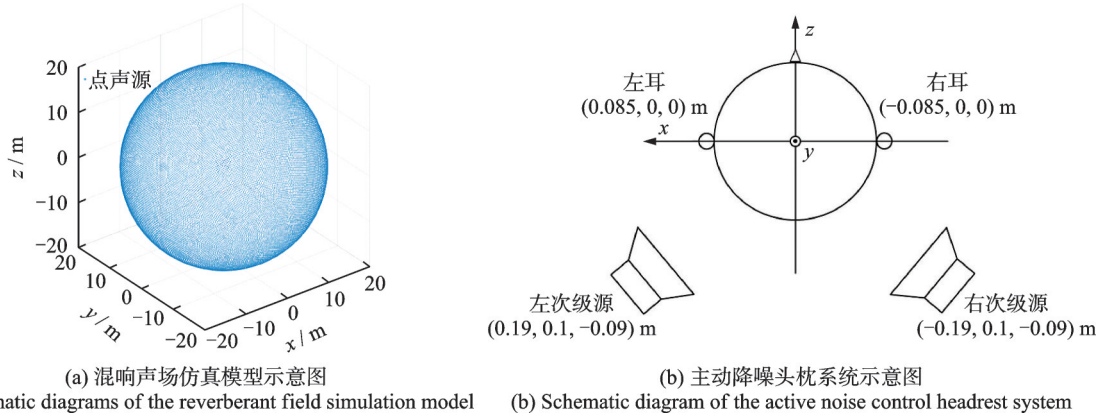 点声源
20
10
0
−10
−20
z / m
20
10
0
−10
−20
y / m
−20
−10
0
10
20
x / m
(a) 混响声场仿真模型示意图
matic diagrams of the reverberant field simulation model
z
左耳
(0.085, 0, 0) m
右耳
(−0.085, 0, 0) m
x
y
左次级源
(0.19, 0.1, −0.09) m
右次级源
(−0.19, 0.1, −0.09) m
(b) 主动降噪头枕系统示意图
(b) Schematic diagram of the active noise control headrest system